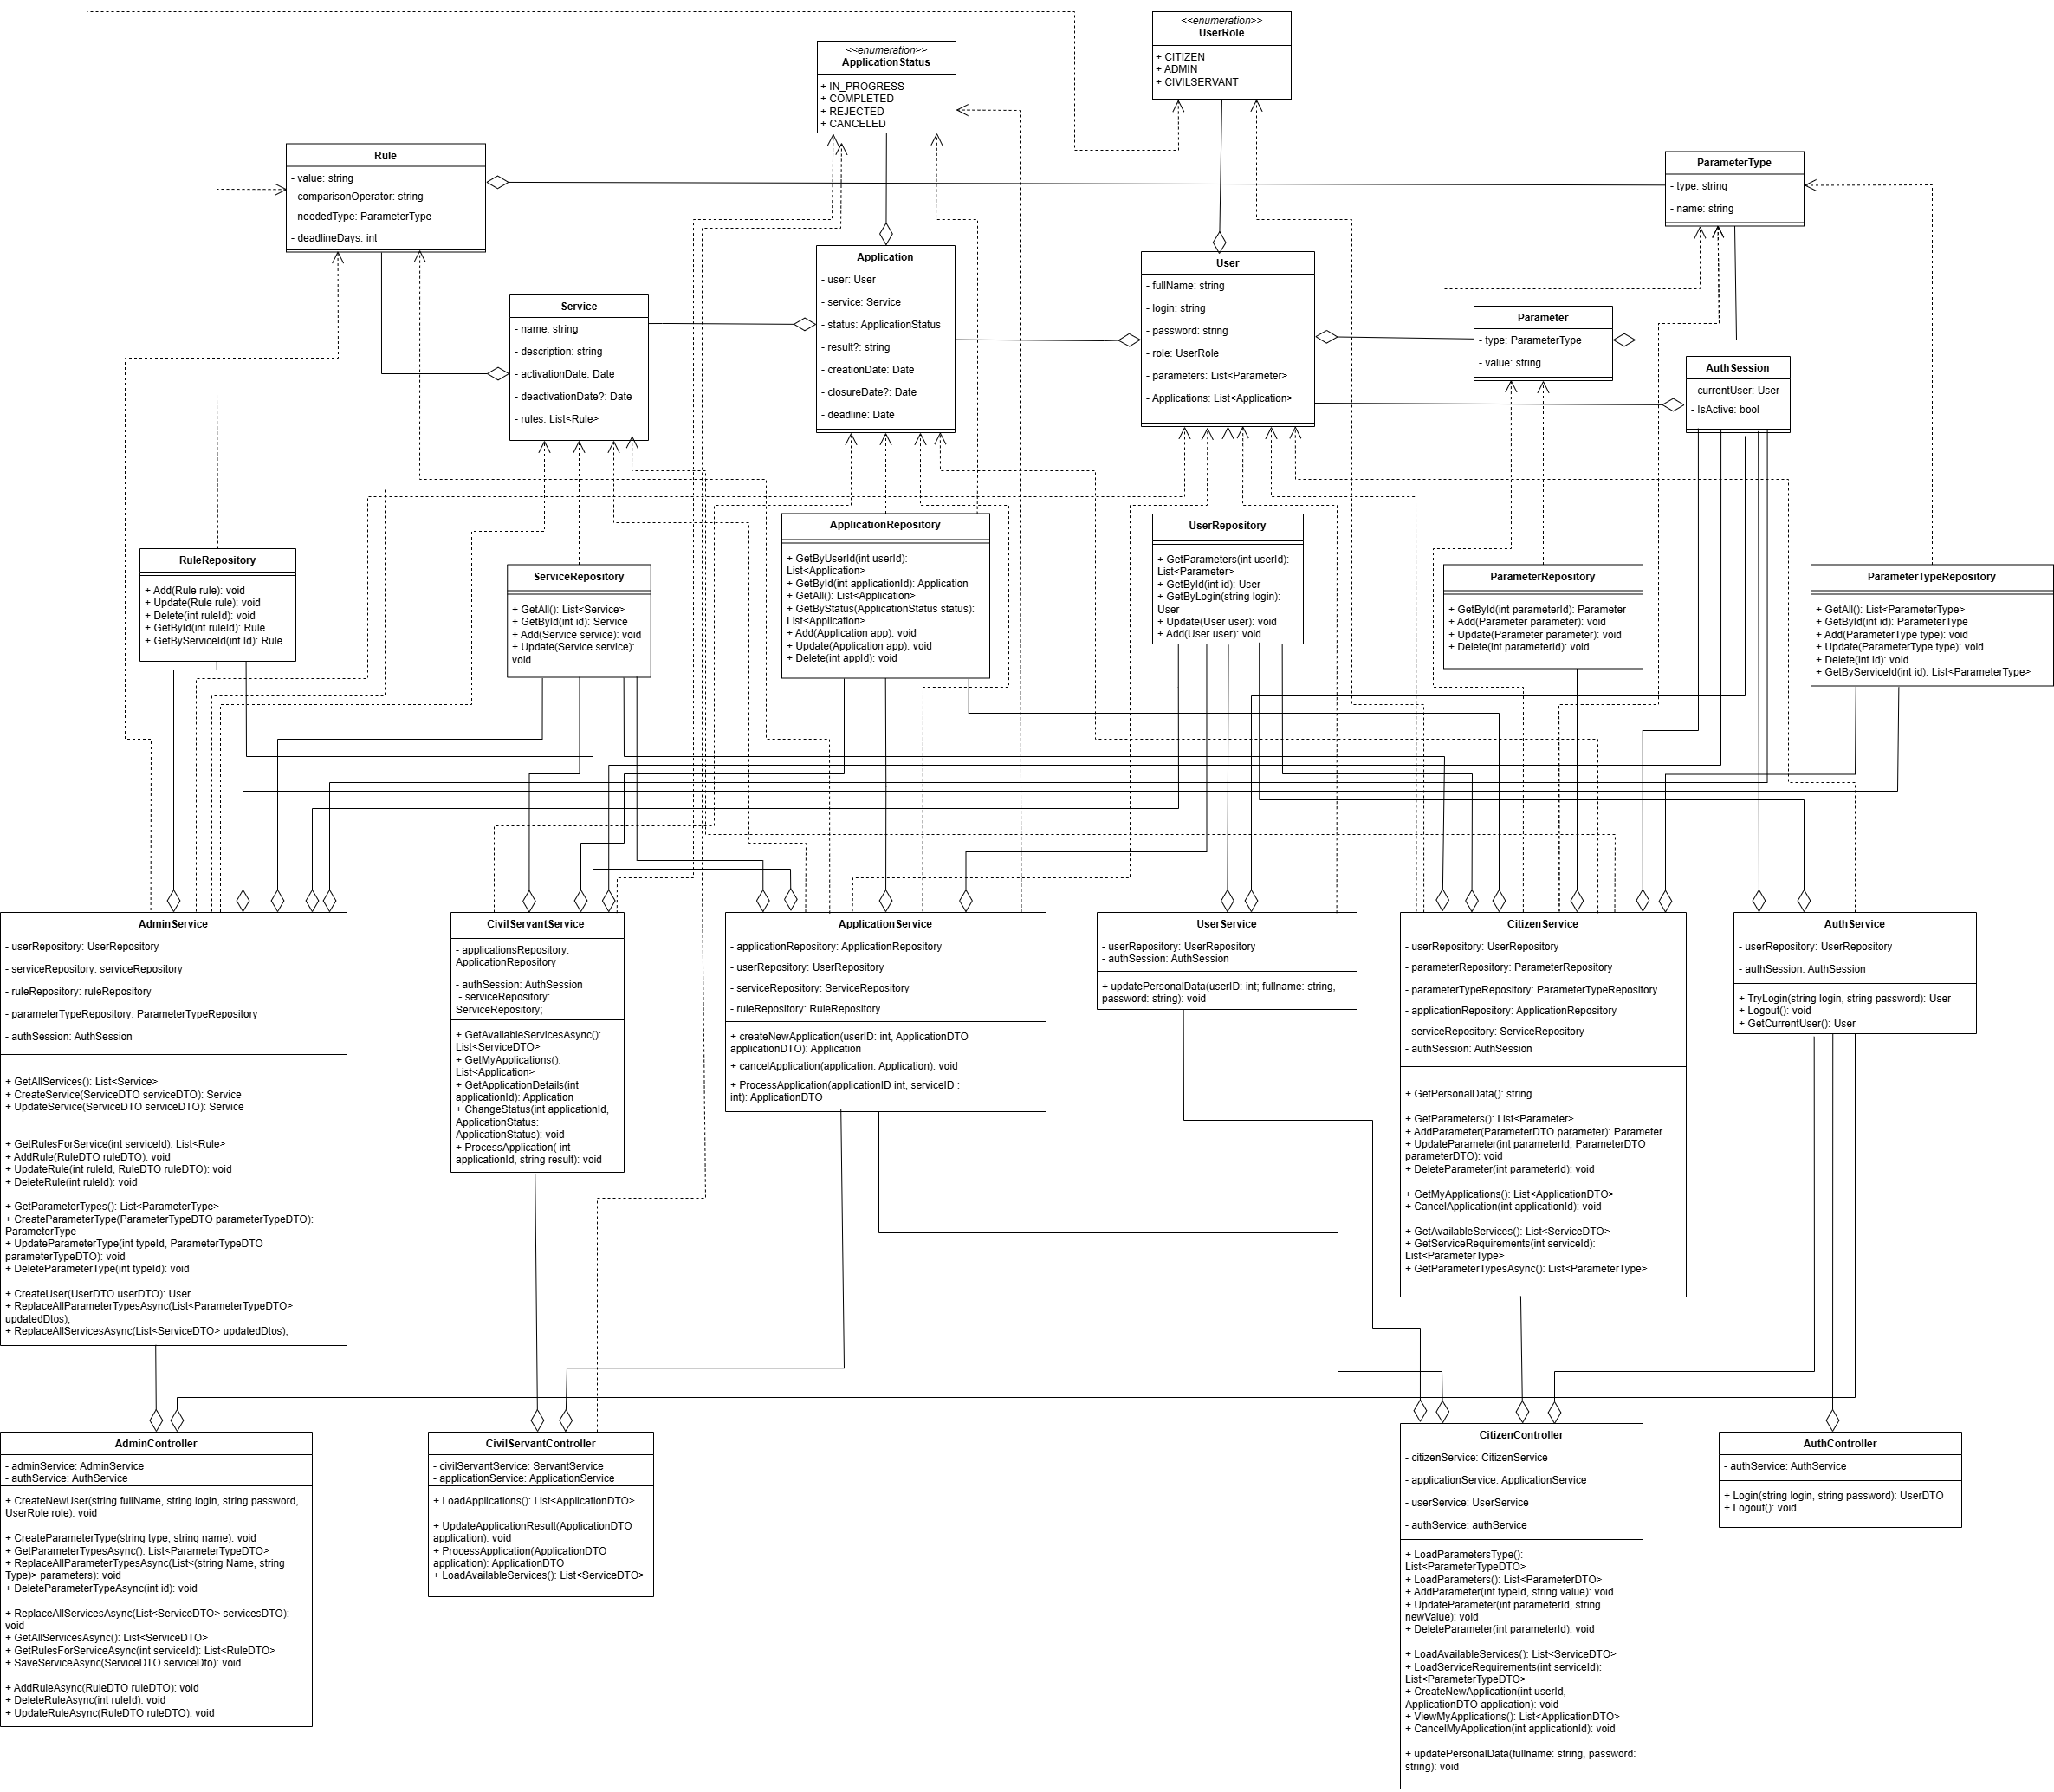 <<enumeration>>
UserRole
+ CITIZEN
+ ADMIN
+ CIVILSERVANT
<<enumeration>>
ApplicationStatus
+ IN_PROGRESS
+ COMPLETED
+ REJECTED
+ CANCELED
Rule
- value: string
- comparisonOperator: string
- neededType: ParameterType
- deadlineDays: int
ParameterType
- type: string
- name: string
Application
- user: User
- service: Service
- status: ApplicationStatus
- result?: string
- creationDate: Date
- closureDate?: Date
- deadline: Date
User
- fullName: string
- login: string
- password: string
- role: UserRole
- parameters: List<Parameter>
- Applications: List<Application>
Service
- name: string
- description: string
- activationDate: Date
- deactivationDate?: Date
- rules: List<Rule>
Parameter
- type: ParameterType
- value: string
AuthSession
- currentUser: User
- IsActive: bool
RuleRepository
+ Add(Rule rule): void
+ Update(Rule rule): void
+ Delete(int ruleId): void
+ GetById(int ruleId): Rule
+ GetByServiceId(int Id): Rule
ServiceRepository
+ GetAll(): List<Service>
+ GetById(int id): Service
+ Add(Service service): void
+ Update(Service service):
void
ApplicationRepository
+ GetByUserId(int userId):
List<Application>
+ GetById(int applicationId): Application
+ GetAll(): List<Application>
+ GetByStatus(ApplicationStatus status):
List<Application>
+ Add(Application app): void
+ Update(Application app): void
+ Delete(int appId): void
UserRepository
+ GetParameters(int userId):
List<Parameter>
+ GetById(int id): User
+ GetByLogin(string login):
User
+ Update(User user): void
+ Add(User user): void
ParameterRepository
+ GetById(int parameterId): Parameter
+ Add(Parameter parameter): void
+ Update(Parameter parameter): void
+ Delete(int parameterId): void
ParameterTypeRepository
+ GetAll(): List<ParameterType>
+ GetById(int id): ParameterType
+ Add(ParameterType type): void
+ Update(ParameterType type): void
+ Delete(int id): void
+ GetByServiceId(int id): List<ParameterType>
AdminService
- userRepository: UserRepository
- serviceRepository: serviceRepository
- ruleRepository: ruleRepository
- parameterTypeRepository: ParameterTypeRepository
- authSession: AuthSession
+ GetAllServices(): List<Service>
+ CreateService(ServiceDTO serviceDTO): Service
+ UpdateService(ServiceDTO serviceDTO): Service
+ GetRulesForService(int serviceId): List<Rule>
+ AddRule(RuleDTO ruleDTO): void
+ UpdateRule(int ruleId, RuleDTO ruleDTO): void
+ DeleteRule(int ruleId): void
+ GetParameterTypes(): List<ParameterType>
+ CreateParameterType(ParameterTypeDTO parameterTypeDTO):
ParameterType
+ UpdateParameterType(int typeId, ParameterTypeDTO
parameterTypeDTO): void
+ DeleteParameterType(int typeId): void
+ CreateUser(UserDTO userDTO): User
+ ReplaceAllParameterTypesAsync(List<ParameterTypeDTO>
updatedDtos);
+ ReplaceAllServicesAsync(List<ServiceDTO> updatedDtos);
CivilServantService
- applicationsRepository:
ApplicationRepository
- authSession: AuthSession
- serviceRepository:
ServiceRepository;
+ GetAvailableServicesAsync():
List<ServiceDTO>
+ GetMyApplications():
List<Application>
+ GetApplicationDetails(int
applicationId): Application
+ ChangeStatus(int applicationId,
ApplicationStatus:
ApplicationStatus): void
+ ProcessApplication( int
applicationId, string result): void
ApplicationService
- applicationRepository: ApplicationRepository
- userRepository: UserRepository
- serviceRepository: ServiceRepository
- ruleRepository: RuleRepository
+ createNewApplication(userID: int, ApplicationDTO
applicationDTO): Application
+ cancelApplication(application: Application): void
+ ProcessApplication(applicationID int, serviceID :
int): ApplicationDTO
UserService
- userRepository: UserRepository
- authSession: AuthSession
+ updatePersonalData(userID: int; fullname: string,
password: string): void
CitizenService
- userRepository: UserRepository
- parameterRepository: ParameterRepository
- parameterTypeRepository: ParameterTypeRepository
- applicationRepository: ApplicationRepository
- serviceRepository: ServiceRepository
- authSession: AuthSession
+ GetPersonalData(): string
+ GetParameters(): List<Parameter>
+ AddParameter(ParameterDTO parameter): Parameter
+ UpdateParameter(int parameterId, ParameterDTO
parameterDTO): void
+ DeleteParameter(int parameterId): void
+ GetMyApplications(): List<ApplicationDTO>
+ CancelApplication(int applicationId): void
+ GetAvailableServices(): List<ServiceDTO>
+ GetServiceRequirements(int serviceId):
List<ParameterType>
+ GetParameterTypesAsync(): List<ParameterType>
AuthService
- userRepository: UserRepository
- authSession: AuthSession
+ TryLogin(string login, string password): User
+ Logout(): void
+ GetCurrentUser(): User
AdminController
- adminService: AdminService
- authService: AuthService
+ CreateNewUser(string fullName, string login, string password,
UserRole role): void
+ CreateParameterType(string type, string name): void
+ GetParameterTypesAsync(): List<ParameterTypeDTO>
+ ReplaceAllParameterTypesAsync(List<(string Name, string
Type)> parameters): void
+ DeleteParameterTypeAsync(int id): void
+ ReplaceAllServicesAsync(List<ServiceDTO> servicesDTO):
void
+ GetAllServicesAsync(): List<ServiceDTO>
+ GetRulesForServiceAsync(int serviceId): List<RuleDTO>
+ SaveServiceAsync(ServiceDTO serviceDto): void
+ AddRuleAsync(RuleDTO ruleDTO): void
+ DeleteRuleAsync(int ruleId): void
+ UpdateRuleAsync(RuleDTO ruleDTO): void
CivilServantController
- civilServantService: ServantService
- applicationService: ApplicationService
+ LoadApplications(): List<ApplicationDTO>
+ UpdateApplicationResult(ApplicationDTO
application): void
+ ProcessApplication(ApplicationDTO
application): ApplicationDTO
+ LoadAvailableServices(): List<ServiceDTO>
CitizenController
- citizenService: CitizenService
- applicationService: ApplicationService
- userService: UserService
- authService: authService
+ LoadParametersType():
List<ParameterTypeDTO>
+ LoadParameters(): List<ParameterDTO>
+ AddParameter(int typeId, string value): void
+ UpdateParameter(int parameterId, string
newValue): void
+ DeleteParameter(int parameterId): void
+ LoadAvailableServices(): List<ServiceDTO>
+ LoadServiceRequirements(int serviceId):
List<ParameterTypeDTO>
+ CreateNewApplication(int userId,
ApplicationDTO application): void
+ ViewMyApplications(): List<ApplicationDTO>
+ CancelMyApplication(int applicationId): void
+ updatePersonalData(fullname: string, password:
string): void
AuthController
- authService: AuthService
+ Login(string login, string password): UserDTO
+ Logout(): void